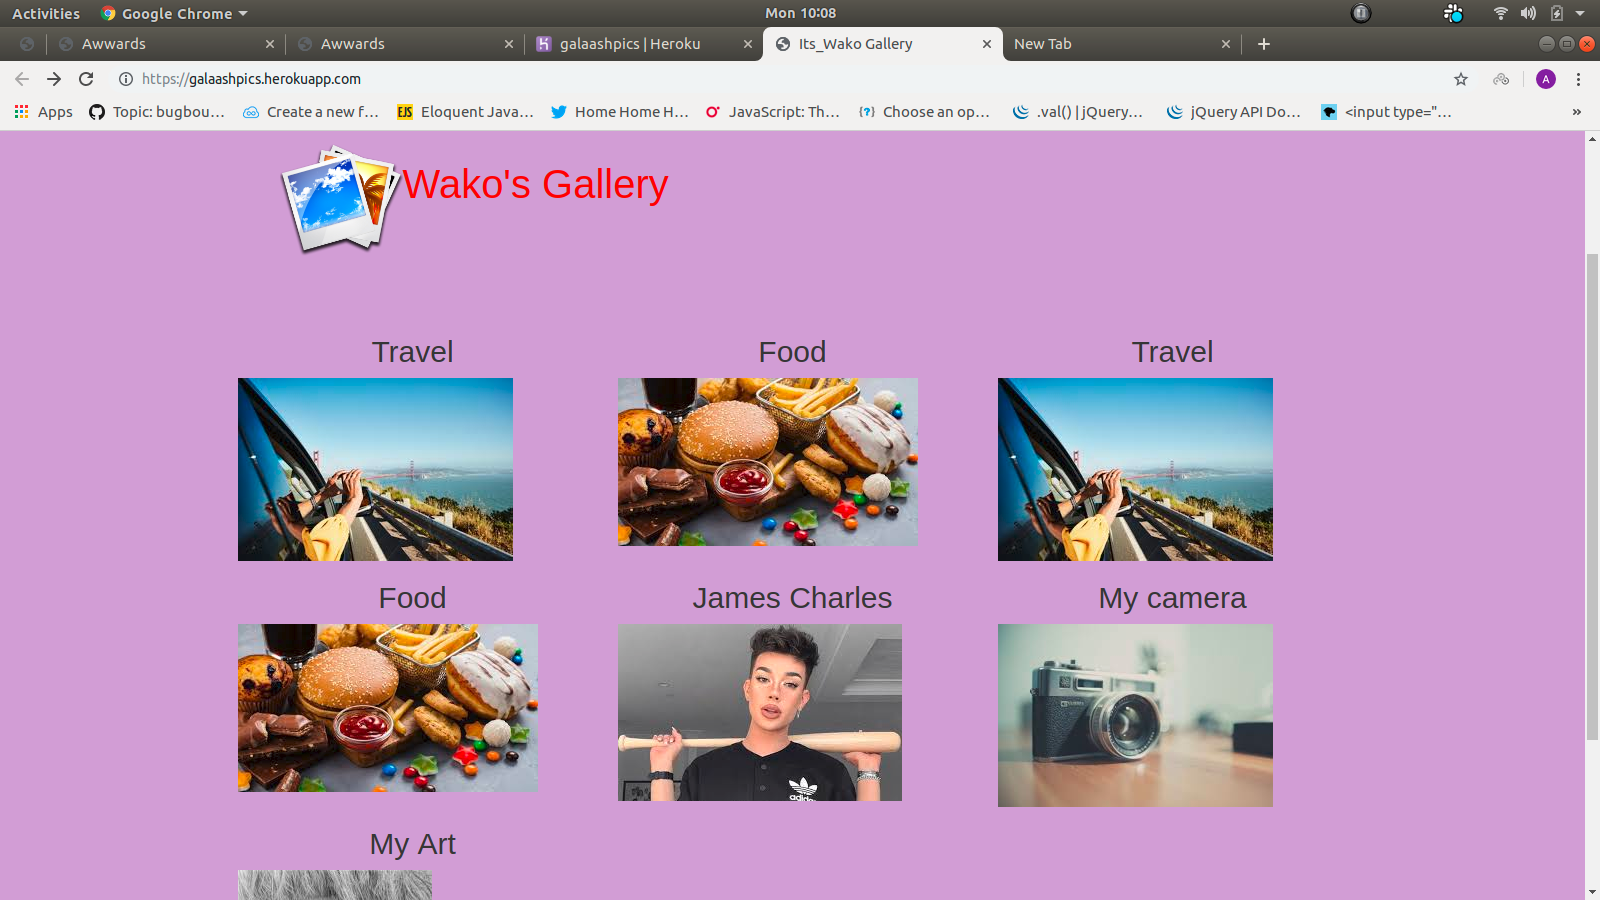 Activities Google Chrome Mon 10:08
Awwards Awwards galaashpics | Heroku Its_Wako Gallery New Tab
https://galaashpics.herokuapp.com A
Apps Topic: bugbou… Create a new f… EJS Eloquent Java… Home Home H… JavaScript: Th… {?} Choose an op… .val() | jQuery… jQuery API Do… <input type="… »
Wako's Gallery
Travel Food Travel
Food James Charles My camera
adidas
My Art